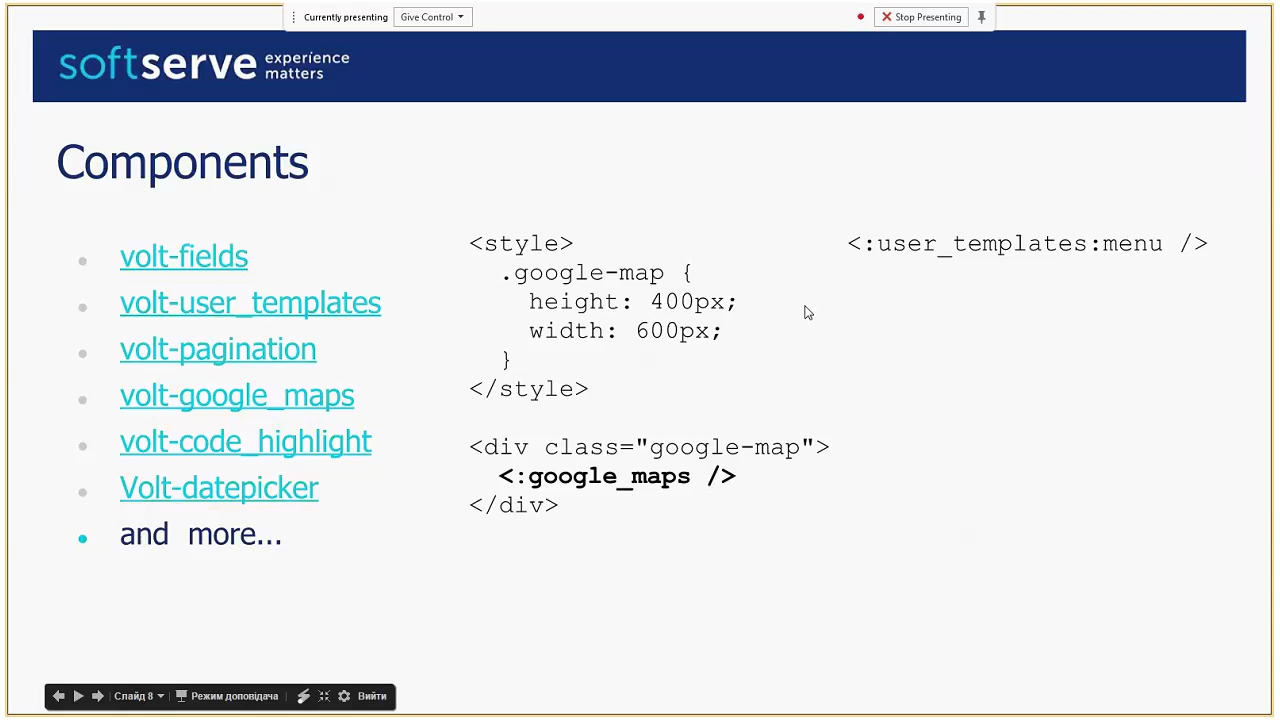 Currently presenting
Give Control
Stop Presenting
softserve experience matters
Components
volt-fields
volt-user_templates
volt-pagination
volt-google_maps
volt-code_highlight
Volt-datepicker
and more...
<style>
.google-map {
height: 400px;
width: 600px;
}
</style>
<div class="google-map">
<:google_maps />
</div>
<:user_templates:menu />
Слайд 8
Режим доповідача
Вийти